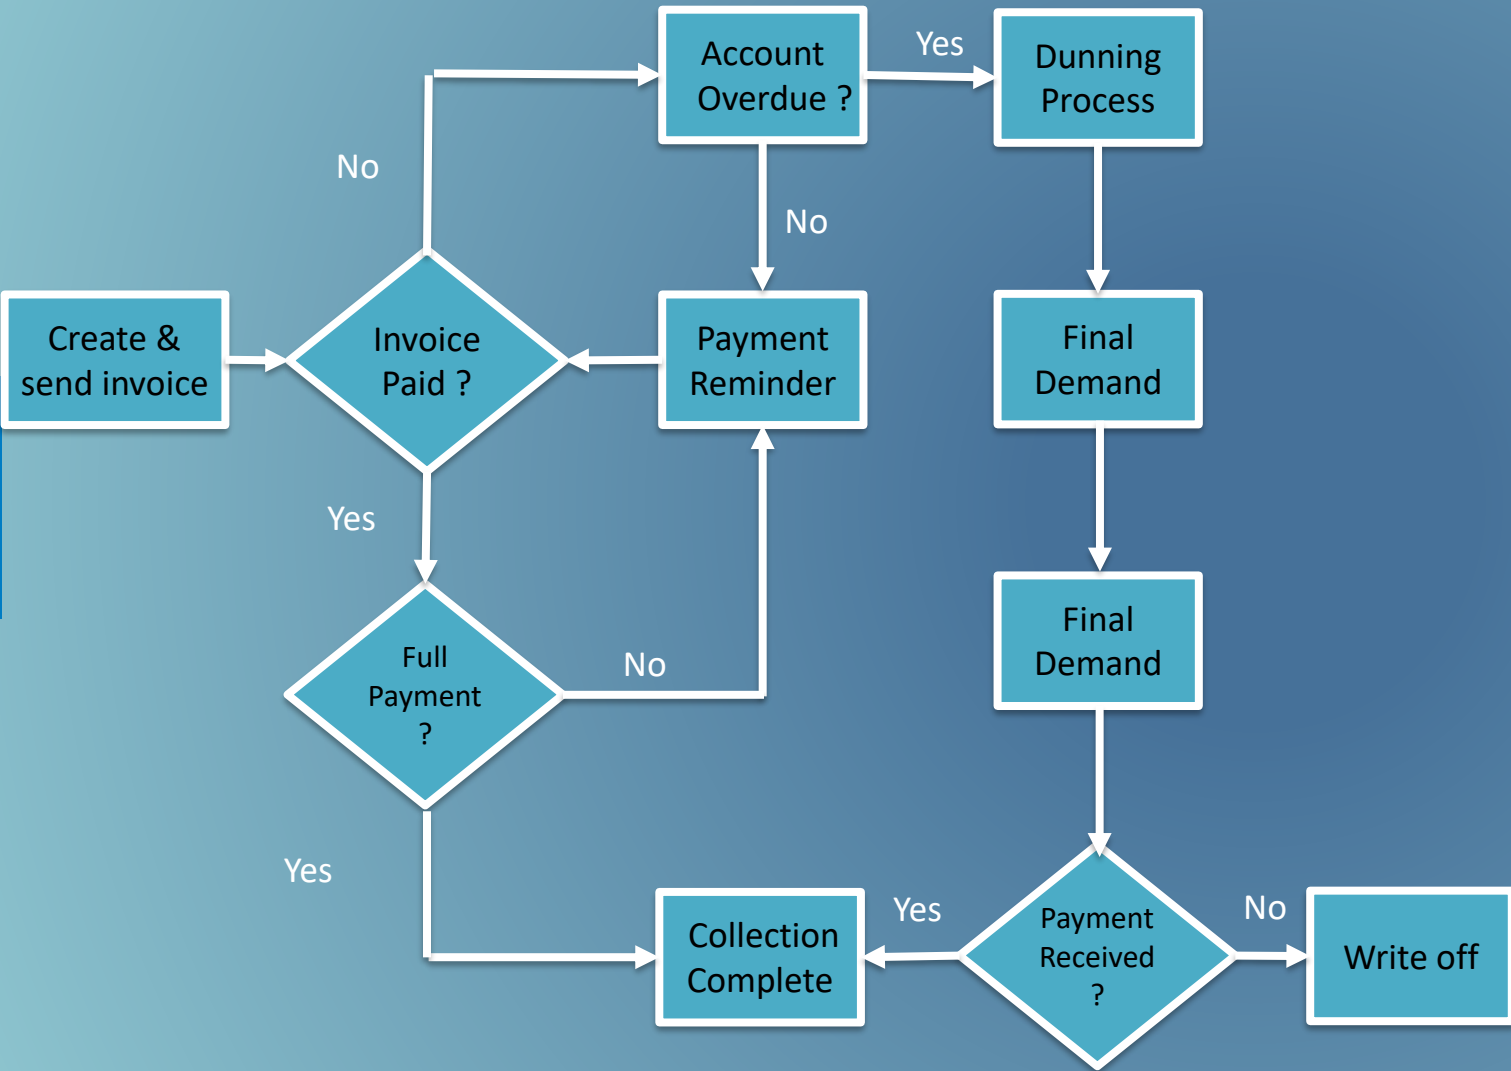 Account
Overdue ?
Yes
Dunning
Process
No
No
Create &
send invoice
Invoice
Paid ?
Payment
Reminder
Final
Demand
Yes
Full
Payment
?
No
Final
Demand
Yes
Collection
Complete
Yes
Payment
Received
?
No
Write off